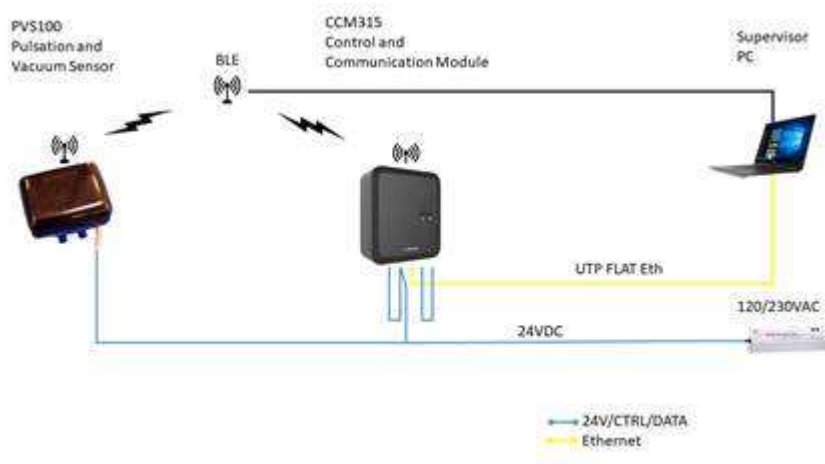 PVS100
Pulsation and
Vacuum Sensor
BLE
CCM315
Control and
Communication Module
Supervisor
PC
UTP FLAT Eth
120/230VAC
24VDC
24V/CTRL/DATA
Ethernet